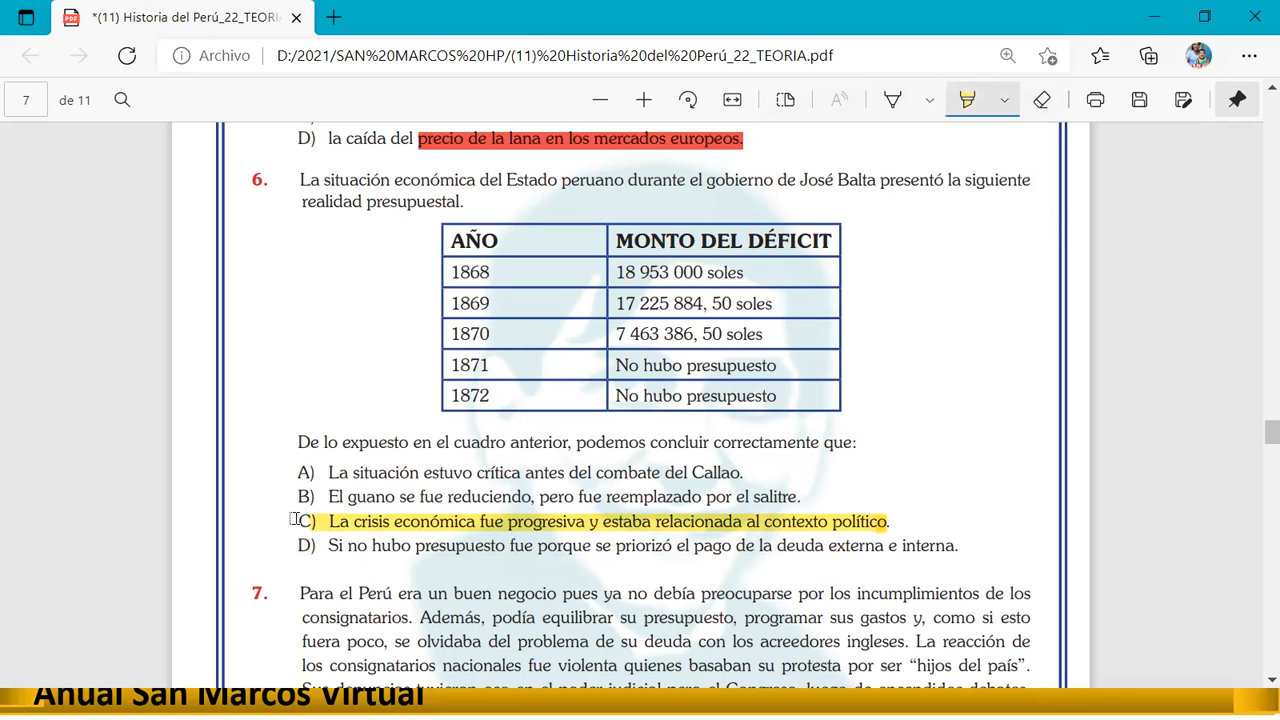 *(11) Historia del Perú_22_TEORIA
Archivo D:/2021/SAN%20MARCOS%20HP/(11)%20Historia%20del%20Perú_22_TEORIA.pdf
7 de 11
D) la caída del precio de la lana en los mercados europeos.
6. La situación económica del Estado peruano durante el gobierno de José Balta presentó la siguiente
realidad presupuestal.
AÑO MONTO DEL DÉFICIT
1868 18 953 000 soles
1869 17 225 884, 50 soles
1870 7 463 386, 50 soles
1871 No hubo presupuesto
1872 No hubo presupuesto
De lo expuesto en el cuadro anterior, podemos concluir correctamente que:
A) La situación estuvo crítica antes del combate del Callao.
B) El guano se fue reduciendo, pero fue reemplazado por el salitre.
C) La crisis económica fue progresiva y estaba relacionada al contexto político.
D) Si no hubo presupuesto fue porque se priorizó el pago de la deuda externa e interna.
7. Para el Perú era un buen negocio pues ya no debía preocuparse por los incumplimientos de los
consignatarios. Además, podía equilibrar su presupuesto, programar sus gastos y, como si esto
fuera poco, se olvidaba del problema de su deuda con los acreedores ingleses. La reacción de
los consignatarios nacionales fue violenta quienes basaban su protesta por ser “hijos del país”.
Anual San Marcos Virtual